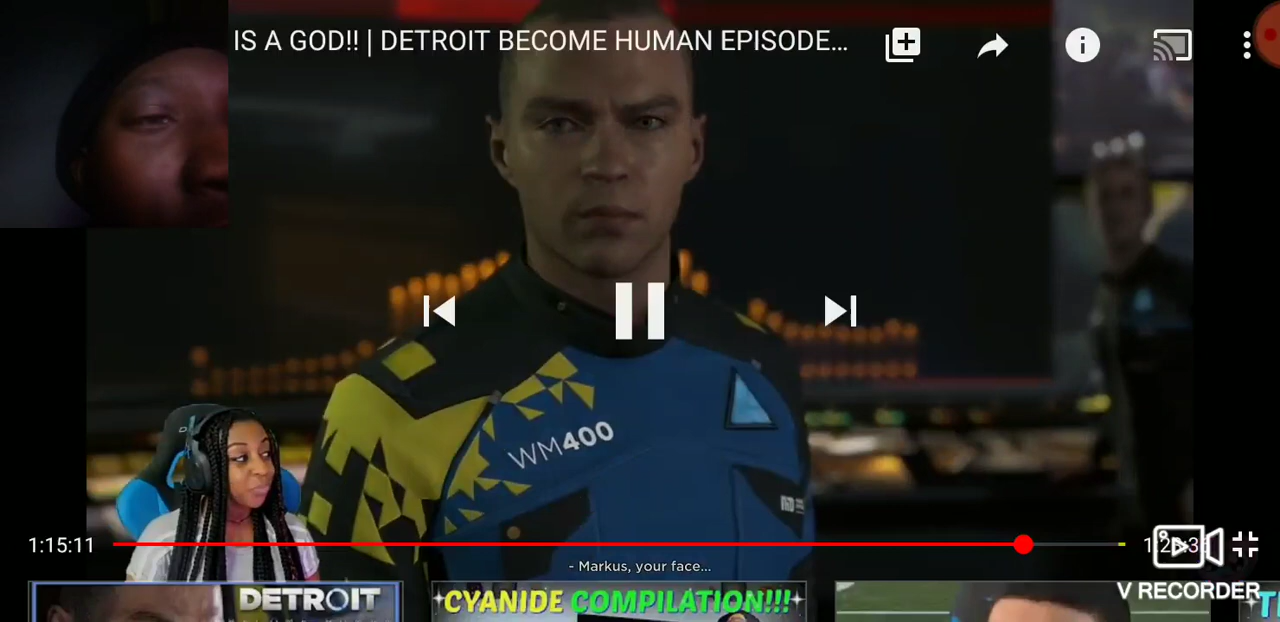 IS A GOD!! | DETROIT BECOME HUMAN EPISODE...
WM400
1:15:11
- Markus, your face...
V RECORDER
DETROIT
CYANIDE COMPILATION!!!